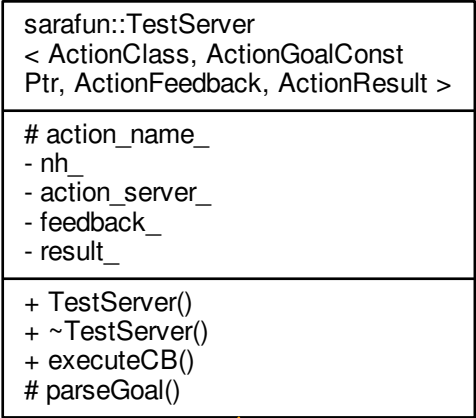 sarafun::TestServer
< ActionClass, ActionGoalConst
Ptr, ActionFeedback, ActionResult >
# action_name_
- nh_
- action_server_
- feedback_
- result_
+ TestServer()
+ ~TestServer()
+ executeCB()
# parseGoal()